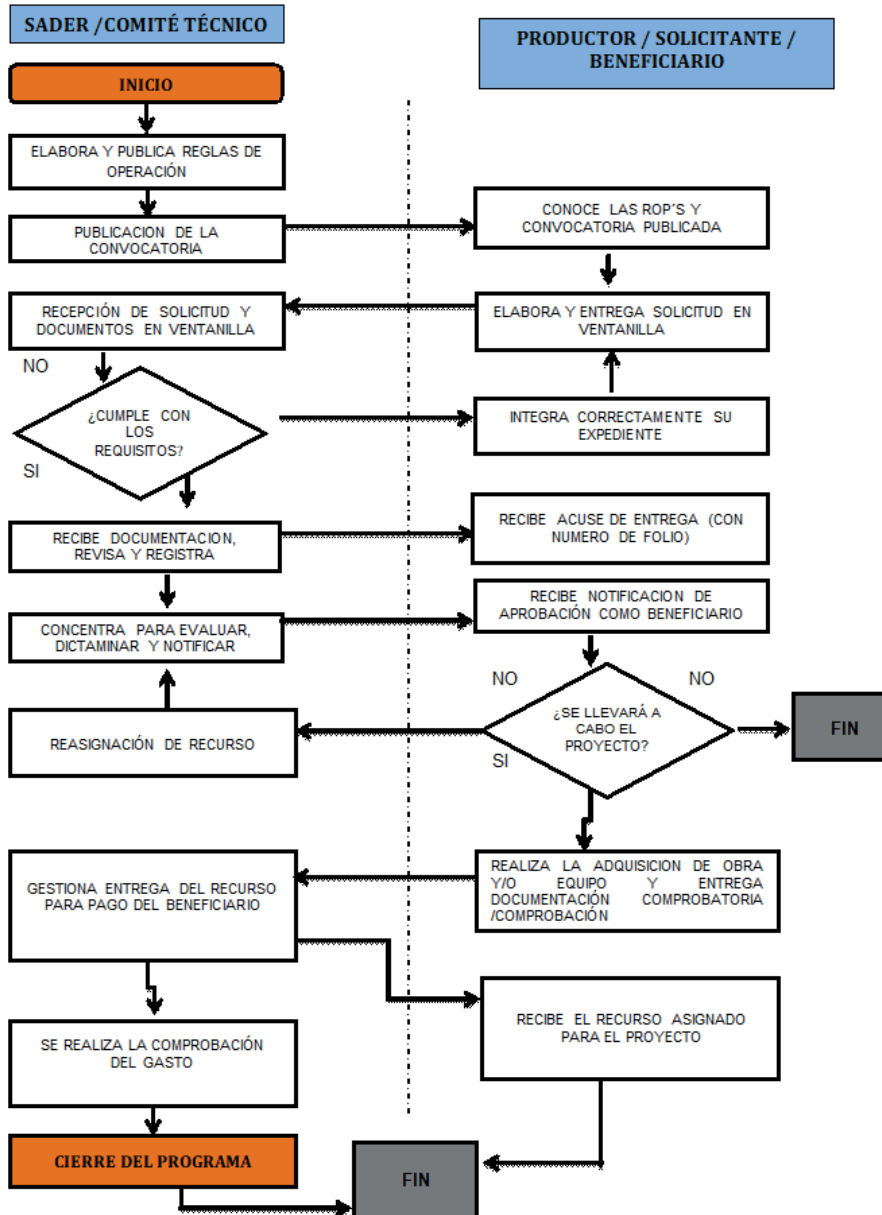 SADER /COMITÉ TÉCNICO
PRODUCTOR / SOLICITANTE /
BENEFICIARIO
INICIO
ELABORA Y PUBLICA REGLAS DE
OPERACIÓN
PUBLICACION DE LA
CONVOCATORIA
CONOCE LAS ROP´S Y
CONVOCATORIA PUBLICADA
RECEPCIÓN DE SOLICITUD Y
DOCUMENTOS EN VENTANILLA
ELABORA Y ENTREGA SOLICITUD EN
VENTANILLA
NO
¿CUMPLE CON
LOS
REQUISITOS?
SI
INTEGRA CORRECTAMENTE SU
EXPEDIENTE
RECIBE DOCUMENTACION,
REVISA Y REGISTRA
RECIBE ACUSE DE ENTREGA (CON
NUMERO DE FOLIO)
CONCENTRA PARA EVALUAR,
DICTAMINAR Y NOTIFICAR
RECIBE NOTIFICACION DE
APROBACIÓN COMO BENEFICIARIO
NO
NO
¿SE LLEVARÁ A
CABO EL
PROYECTO?
SI
FIN
REASIGNACIÓN DE RECURSO
REALIZA LA ADQUISICION DE OBRA
Y/O EQUIPO Y ENTREGA
DOCUMENTACIÓN COMPROBATORIA
/COMPROBACIÓN
GESTIONA ENTREGA DEL RECURSO
PARA PAGO DEL BENEFICIARIO
RECIBE EL RECURSO ASIGNADO
PARA EL PROYECTO
SE REALIZA LA COMPROBACIÓN
DEL GASTO
CIERRE DEL PROGRAMA
FIN